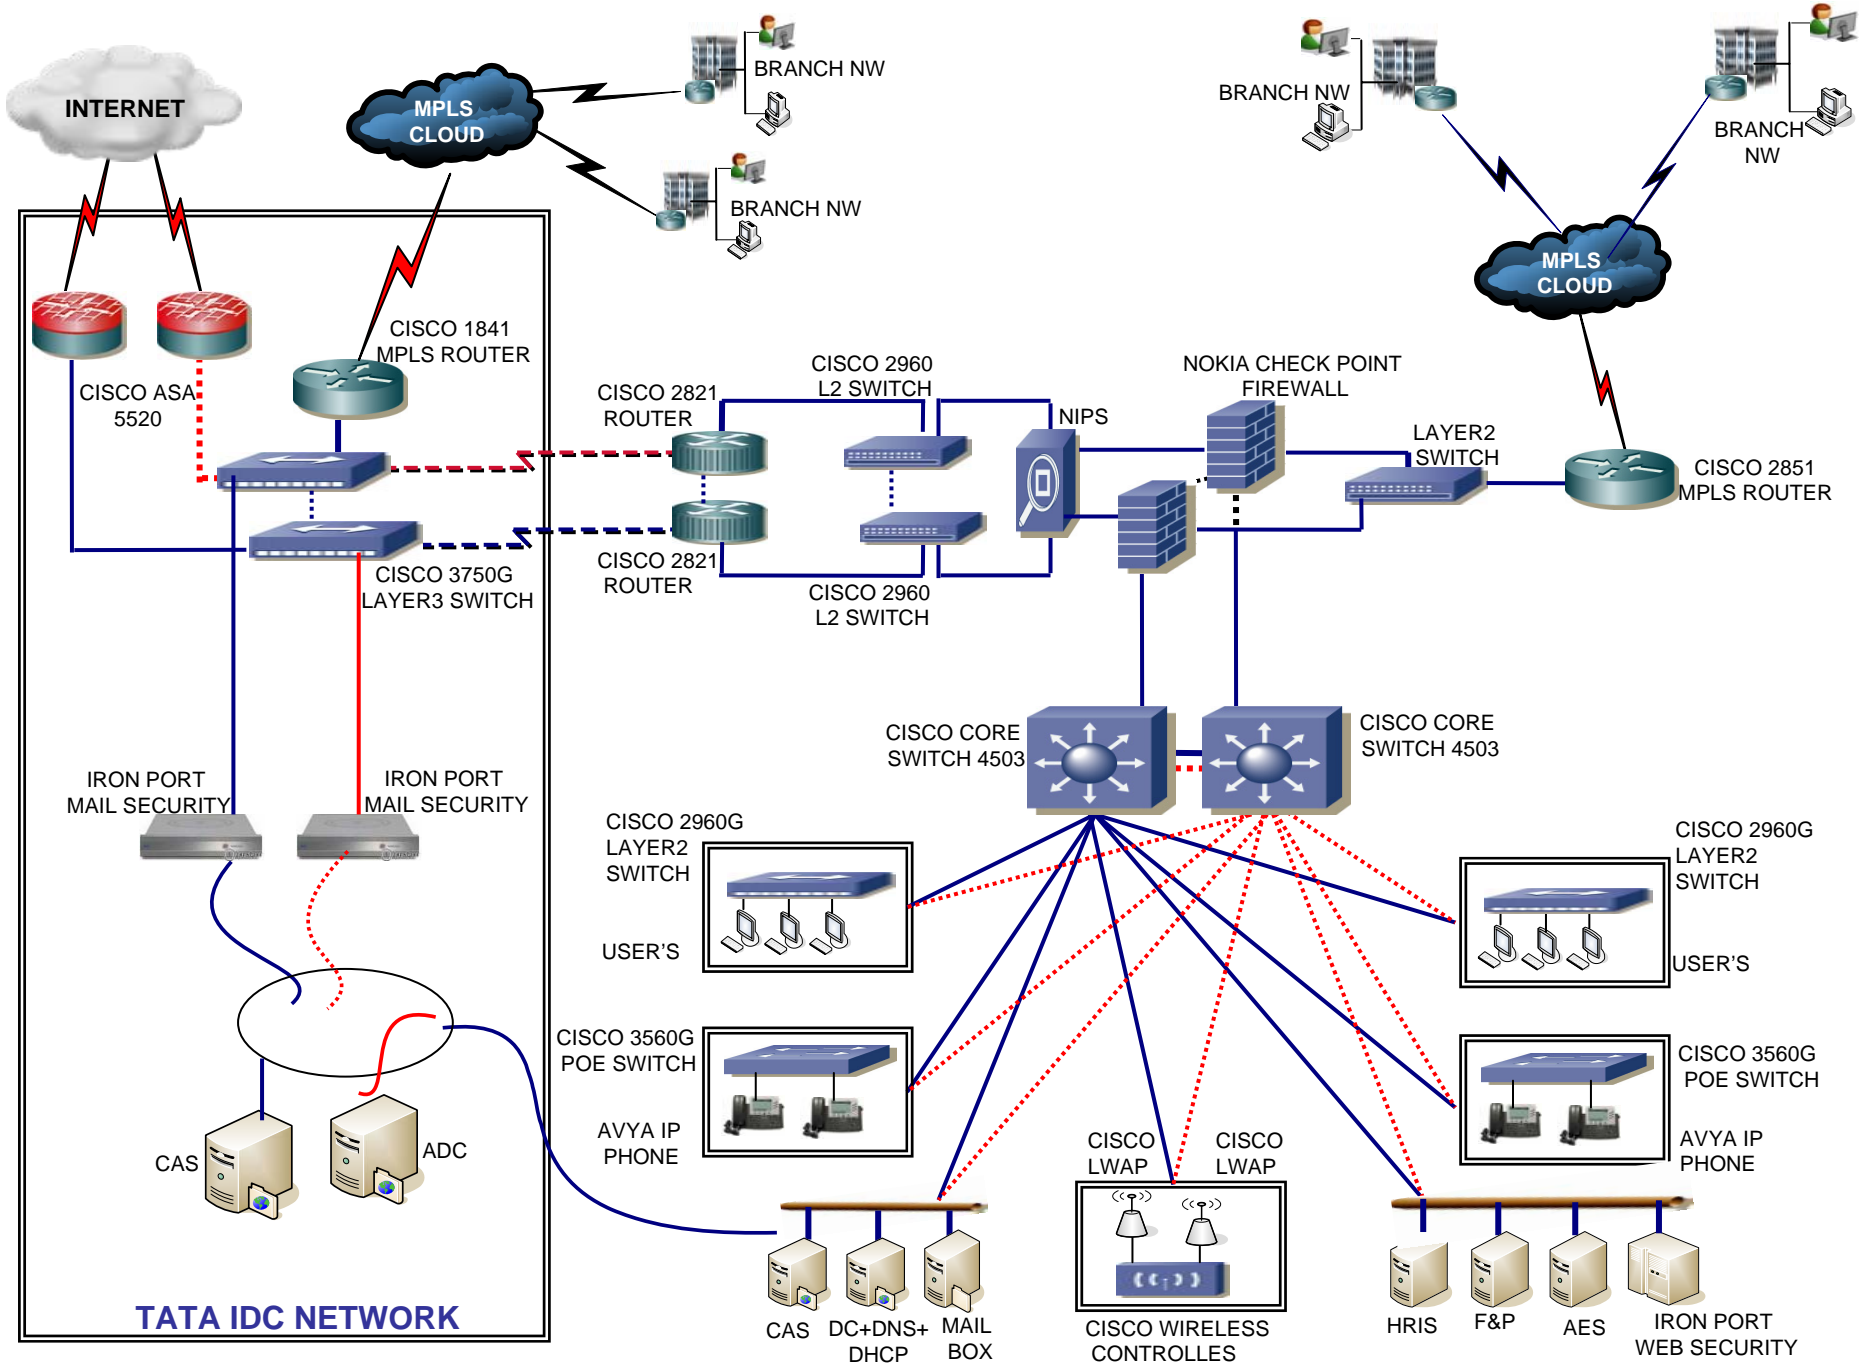 INTERNET
MPLS
CLOUD
BRANCH NW
BRANCH NW
BRANCH NW
BRANCH
NW
MPLS
CLOUD
CISCO 1841
MPLS ROUTER
CISCO ASA
5520
CISCO 2821
ROUTER
CISCO 2960
L2 SWITCH
NIPS
NOKIA CHECK POINT
FIREWALL
LAYER2
SWITCH
CISCO 2851
MPLS ROUTER
CISCO 3750G
LAYER3 SWITCH
CISCO 2821
ROUTER
CISCO 2960
L2 SWITCH
CISCO CORE
SWITCH 4503
CISCO CORE
SWITCH 4503
IRON PORT
MAIL SECURITY
IRON PORT
MAIL SECURITY
CISCO 2960G
LAYER2
SWITCH
USER'S
CISCO 2960G
LAYER2
SWITCH
USER'S
CISCO 3560G
POE SWITCH
AVYA IP
PHONE
CISCO 3560G
POE SWITCH
AVYA IP
PHONE
CISCO
LWAP
CISCO
LWAP
CAS
ADC
TATA IDC NETWORK
CAS
DC+DNS+
DHCP
MAIL
BOX
CISCO WIRELESS
CONTROLLES
HRIS
F&P
AES
IRON PORT
WEB SECURITY